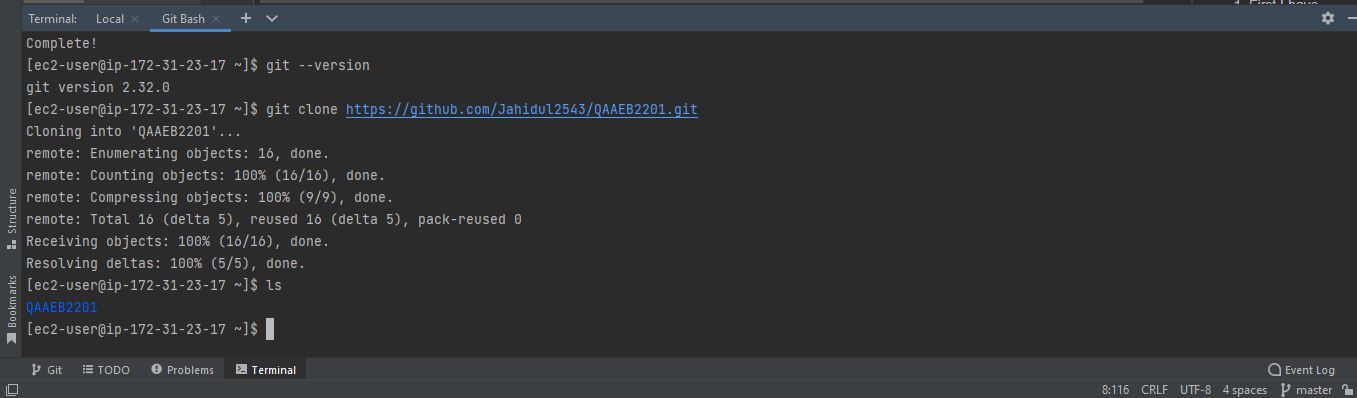 1. First I have
Terminal: Local × Git Bash × +
Complete!
[ec2-user@ip-172-31-23-17 ~]$ git --version
git version 2.32.0
[ec2-user@ip-172-31-23-17 ~]$ git clone https://github.com/Jahidul2543/QAAEB2201.git
Cloning into 'QAAEB2201'...
remote: Enumerating objects: 16, done.
remote: Counting objects: 100% (16/16), done.
remote: Compressing objects: 100% (9/9), done.
remote: Total 16 (delta 5), reused 16 (delta 5), pack-reused 0
Receiving objects: 100% (16/16), done.
Resolving deltas: 100% (5/5), done.
[ec2-user@ip-172-31-23-17 ~]$ ls
QAAEB2201
[ec2-user@ip-172-31-23-17 ~]$
Structure
Bookmarks
Git TODO Problems Terminal Event Log
8:116 CRLF UTF-8 4 spaces master